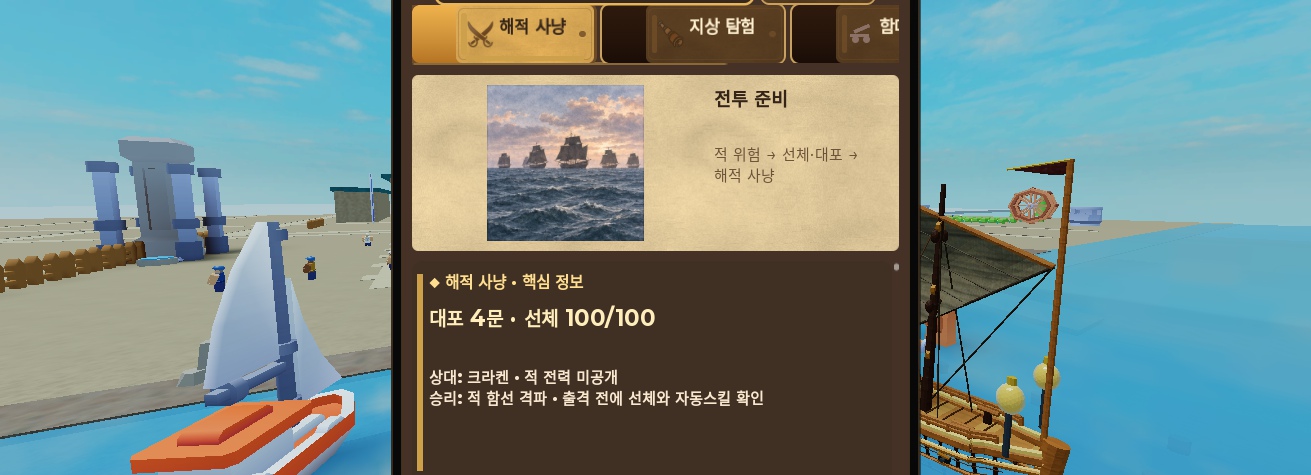 해적 사냥
지상 탐험
함대
전투 준비
적 위험 → 선체·대포 →
해적 사냥
◆ 해적 사냥 • 핵심 정보
대포 4문 • 선체 100/100
상대: 크라켄 • 적 전력 미공개
승리: 적 함선 격파 • 출격 전에 선체와 자동스킬 확인